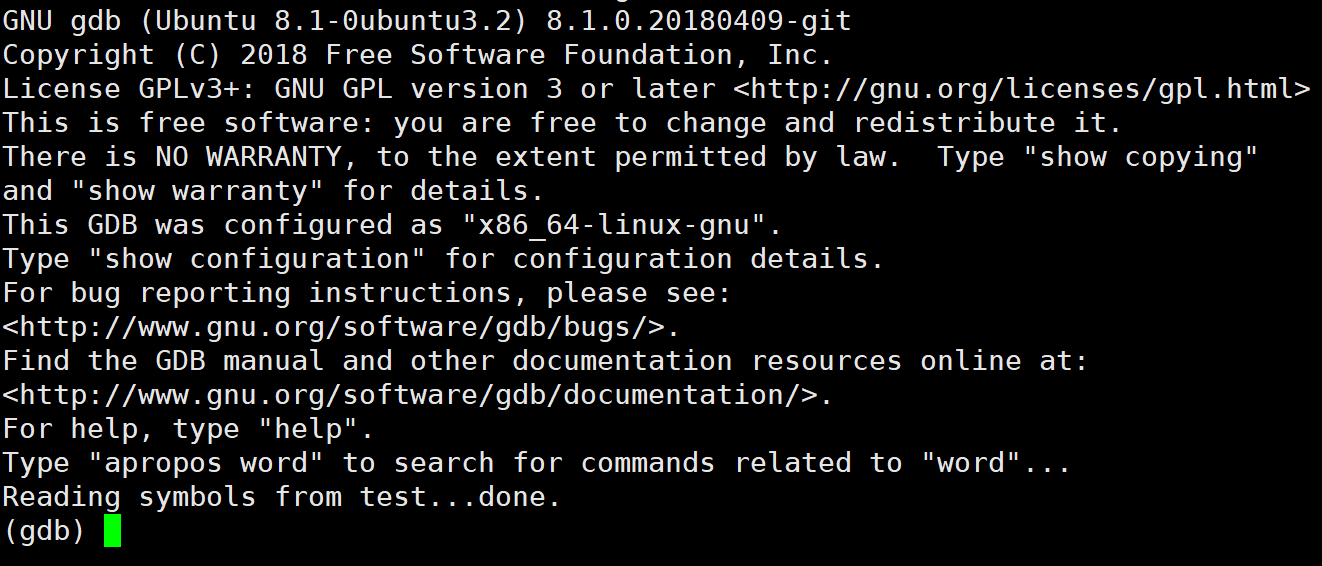 GNU gdb (Ubuntu 8.1-0ubuntu3.2) 8.1.0.20180409-git
Copyright (C) 2018 Free Software Foundation, Inc.
License GPLv3+: GNU GPL version 3 or later <http://gnu.org/licenses/gpl.html>
This is free software: you are free to change and redistribute it.
There is NO WARRANTY, to the extent permitted by law.  Type "show copying"
and "show warranty" for details.
This GDB was configured as "x86_64-linux-gnu".
Type "show configuration" for configuration details.
For bug reporting instructions, please see:
<http://www.gnu.org/software/gdb/bugs/>.
Find the GDB manual and other documentation resources online at:
<http://www.gnu.org/software/gdb/documentation/>.
For help, type "help".
Type "apropos word" to search for commands related to "word"...
Reading symbols from test...done.
(gdb)